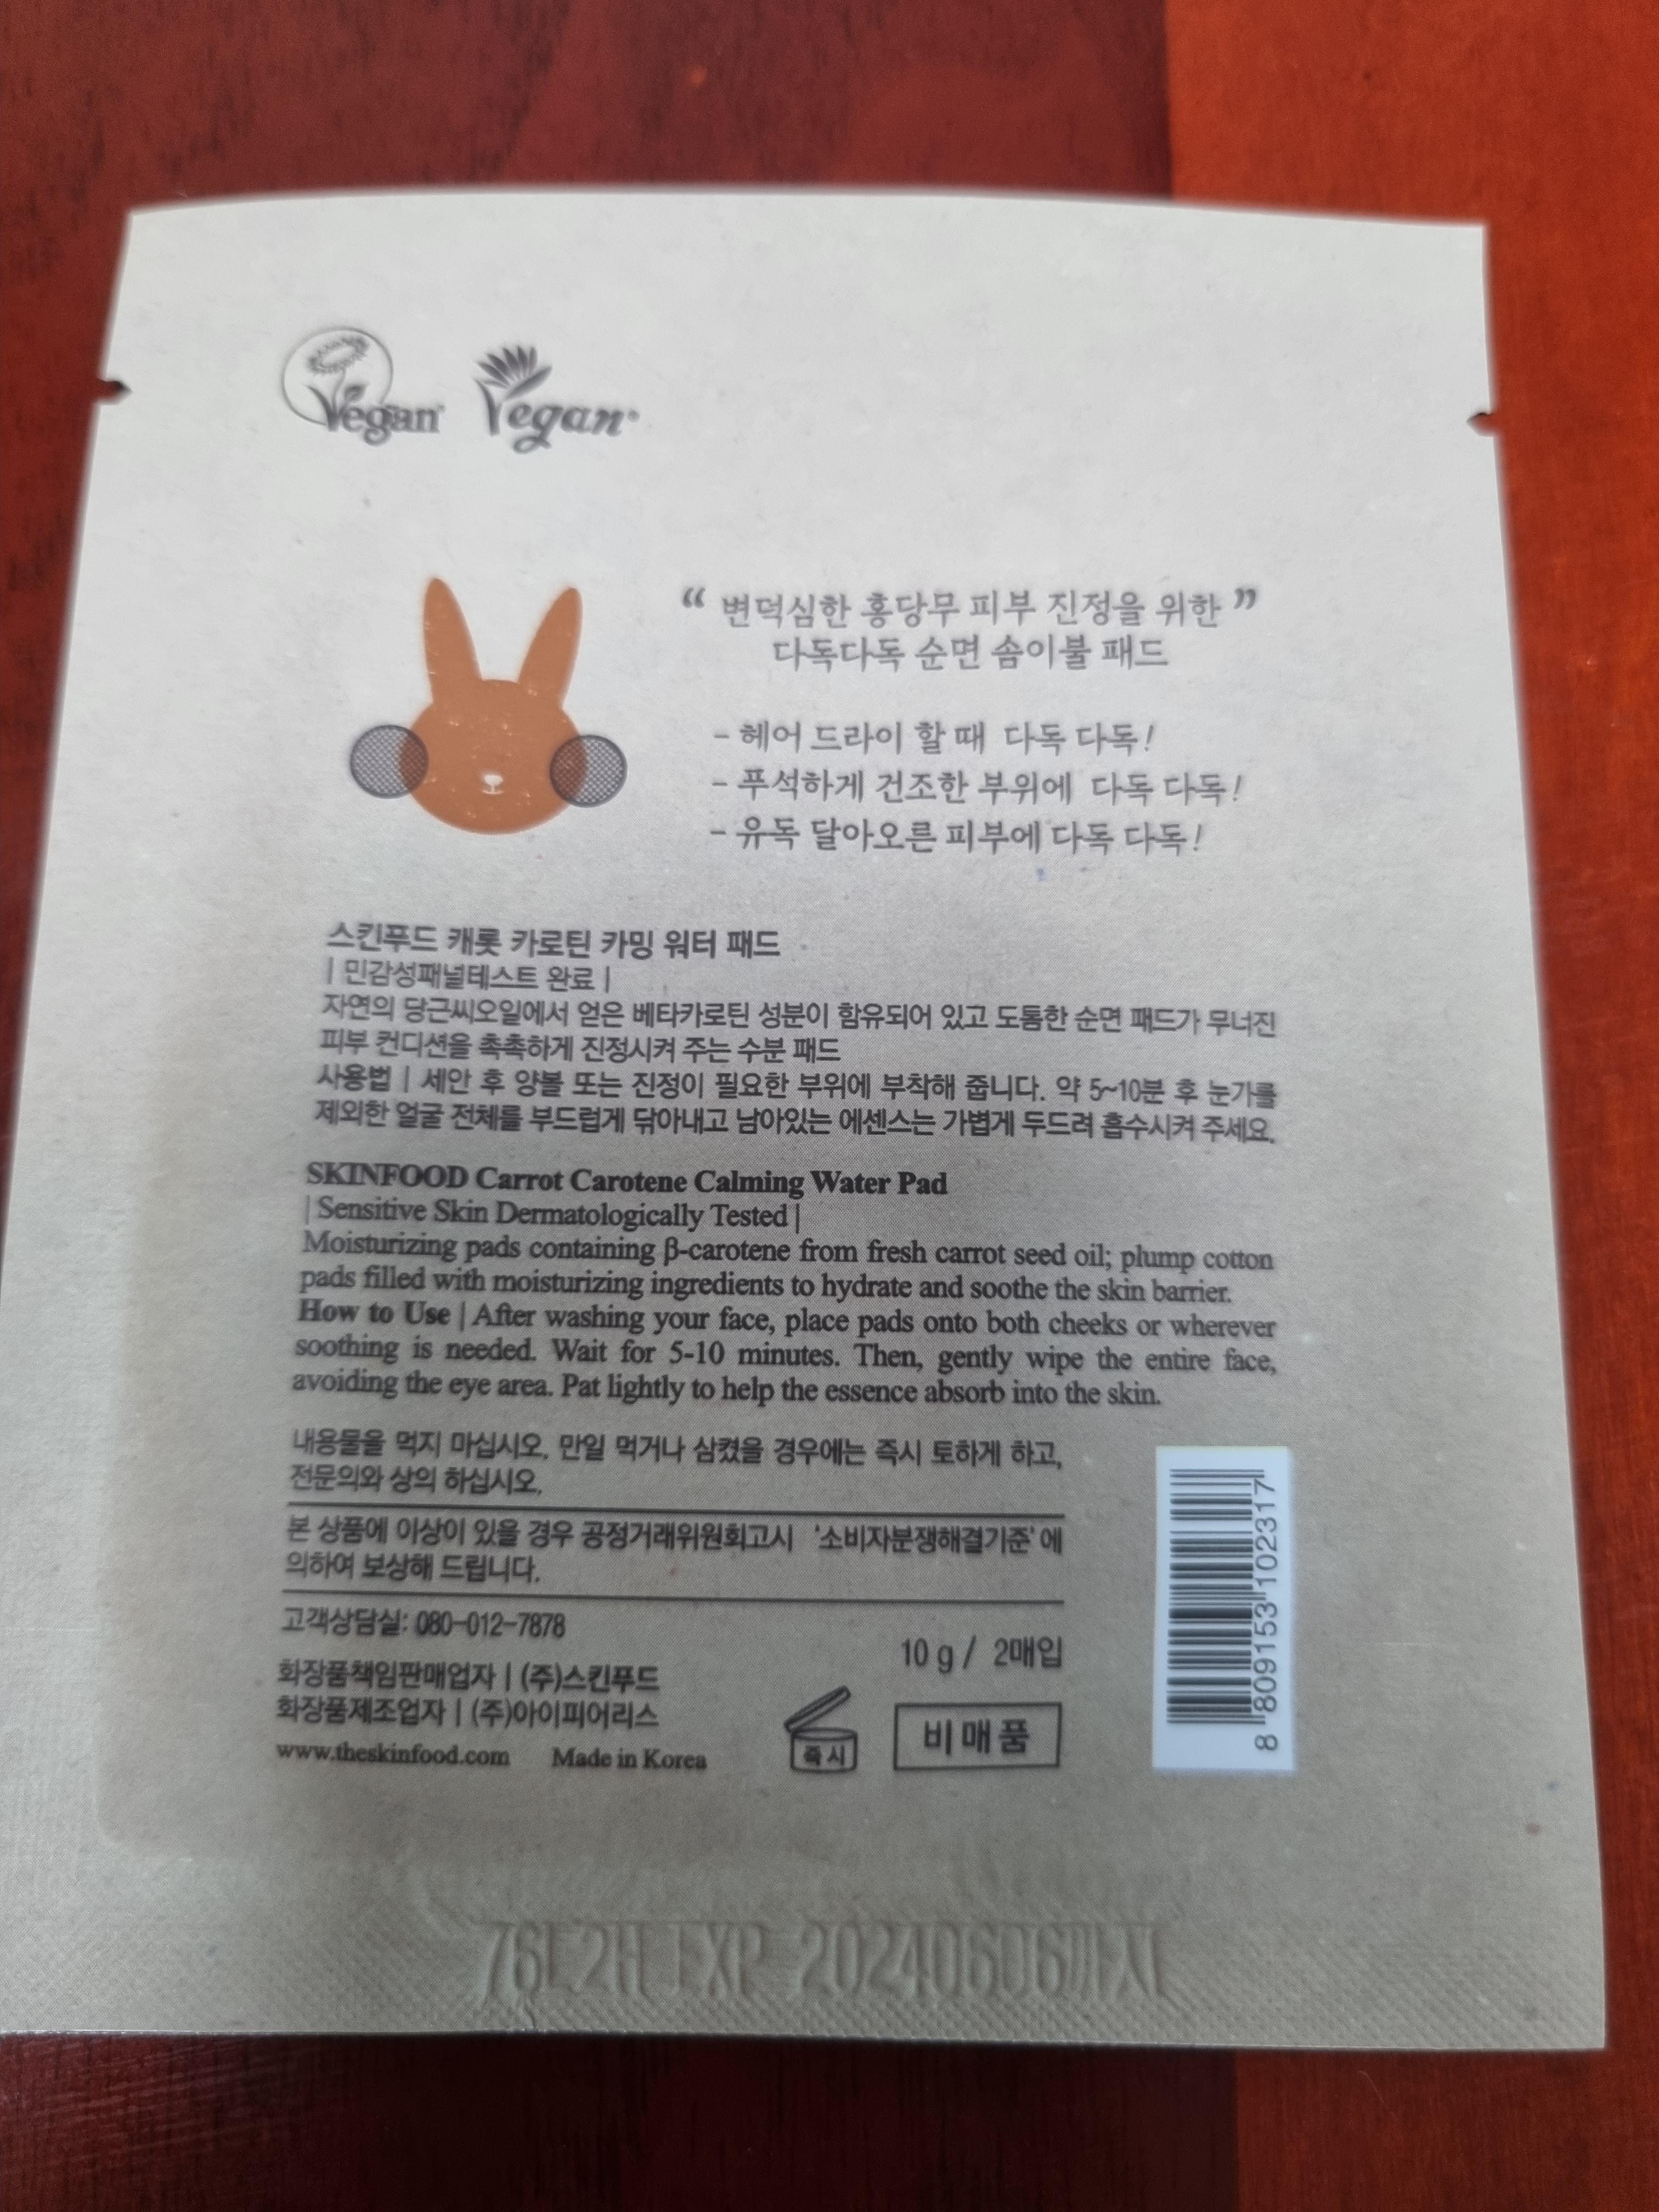 Vegan Vegan
“ 변덕심한 홍당무 피부 진정을 위한 ”
다독다독 순면 솜이불 패드
- 헤어 드라이 할 때 다독 다독!
- 푸석하게 건조한 부위에 다독 다독!
- 유독 달아오른 피부에 다독 다독!
스킨푸드 캐롯 카로틴 카밍 워터 패드
| 민감성패널테스트 완료 |
자연의 당근씨오일에서 얻은 베타카로틴 성분이 함유되어 있고 도톰한 순면 패드가 무너진
피부 컨디션을 촉촉하게 진정시켜 주는 수분 패드
사용법 | 세안 후 양볼 또는 진정이 필요한 부위에 부착해 줍니다. 약 5~10분 후 눈가를
제외한 얼굴 전체를 부드럽게 닦아내고 남아있는 에센스는 가볍게 두드려 흡수시켜 주세요.
SKINFOOD Carrot Carotene Calming Water Pad
| Sensitive Skin Dermatologically Tested |
Moisturizing pads containing β-carotene from fresh carrot seed oil; plump cotton
pads filled with moisturizing ingredients to hydrate and soothe the skin barrier.
How to Use | After washing your face, place pads onto both cheeks or wherever
soothing is needed. Wait for 5-10 minutes. Then, gently wipe the entire face,
avoiding the eye area. Pat lightly to help the essence absorb into the skin.
내용물을 먹지 마십시오. 만일 먹거나 삼켰을 경우에는 즉시 토하게 하고,
전문의와 상의 하십시오.
본 상품에 이상이 있을 경우 공정거래위원회고시 '소비자분쟁해결기준'에
의하여 보상해 드립니다.
고객상담실: 080-012-7878
10 g / 2매입
화장품책임판매업자 | (주)스킨푸드
화장품제조업자 | (주)아이피어리스
www.theskinfood.com Made in Korea
즉시
비매품
8 809153 102317
76L2H EXP 20240606까지